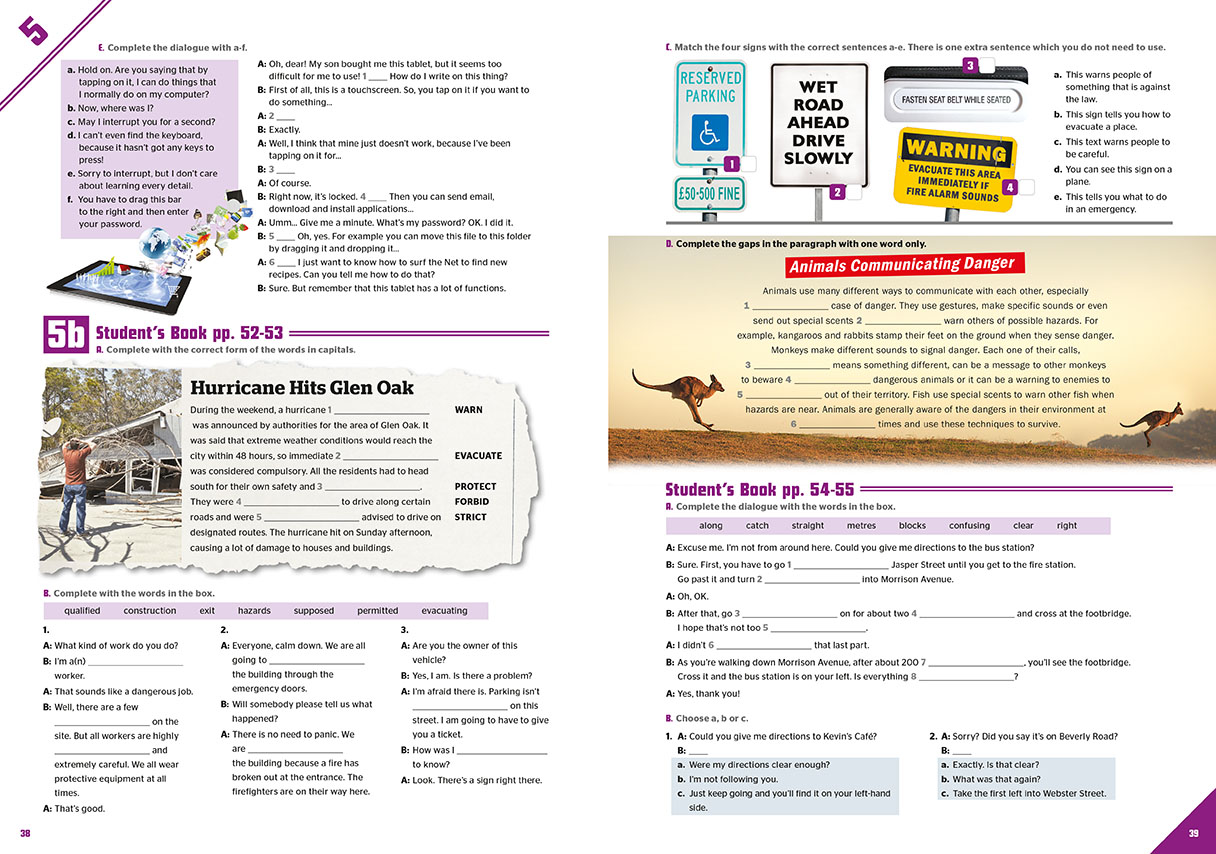 5
E. Complete the dialogue with a-f.
a. Hold on. Are you saying that by
tapping on it, I can do things that
I normally do on my computer?
b. Now, where was I?
c. May I interrupt you for a second?
d. I can't even find the keyboard,
because it hasn't got any keys to
press!
e. Sorry to interrupt, but I don't care
about learning every detail.
f. You have to drag this bar
to the right and then enter
your password.
A: Oh, dear! My son bought me this tablet, but it seems too
difficult for me to use! 1 ____ How do I write on this thing?
B: First of all, this is a touchscreen. So, you tap on it if you want to
do something...
A: 2 ____
B: Exactly.
A: Well, I think that mine just doesn't work, because I've been
tapping on it for...
B: 3 ____
A: Of course.
B: Right now, it's locked. 4 ____ Then you can send email,
download and install applications...
A: Umm... Give me a minute. What's my password? OK. I did it.
B: 5 ____ Oh, yes. For example you can move this file to this folder
by dragging it and dropping it...
A: 6 ____ I just want to know how to surf the Net to find new
recipes. Can you tell me how to do that?
B: Sure. But remember that this tablet has a lot of functions.
5b Student's Book pp. 52-53
A. Complete with the correct form of the words in capitals.
Hurricane Hits Glen Oak
During the weekend, a hurricane 1 ____ WARN
was announced by authorities for the area of Glen Oak. It
was said that extreme weather conditions would reach the
city within 48 hours, so immediate 2 ____ EVACUATE
was considered compulsory. All the residents had to head
south for their own safety and 3 ____. PROTECT
They were 4 ____ to drive along certain FORBID
roads and were 5 ____ advised to drive on STRICT
designated routes. The hurricane hit on Sunday afternoon,
causing a lot of damage to houses and buildings.
B. Complete with the words in the box.
qualified construction exit hazards supposed permitted evacuating
1.
A: What kind of work do you do?
B: I'm a(n) ____
worker.
A: That sounds like a dangerous job.
B: Well, there are a few
____ on the
site. But all workers are highly
____ and
extremely careful. We all wear
protective equipment at all
times.
A: That's good.
2.
A: Everyone, calm down. We are all
going to ____
the building through the
emergency doors.
B: Will somebody please tell us what
happened?
A: There is no need to panic. We
are ____
the building because a fire has
broken out at the entrance. The
firefighters are on their way here.
3.
A: Are you the owner of this
vehicle?
B: Yes, I am. Is there a problem?
A: I'm afraid there is. Parking isn't
____ on this
street. I am going to have to give
you a ticket.
B: How was I ____
to know?
A: Look. There's a sign right there.
38
C. Match the four signs with the correct sentences a-e. There is one extra sentence which you do not need to use.
RESERVED
PARKING
1
£50-500 FINE
WET
ROAD
AHEAD
DRIVE
SLOWLY
2
3
FASTEN SEAT BELT WHILE SEATED
WARNING
EVACUATE THIS AREA
IMMEDIATELY IF
FIRE ALARM SOUNDS
4
a. This warns people of
something that is against
the law.
b. This sign tells you how to
evacuate a place.
c. This text warns people to
be careful.
d. You can see this sign on a
plane.
e. This tells you what to do
in an emergency.
D. Complete the gaps in the paragraph with one word only.
Animals Communicating Danger
Animals use many different ways to communicate with each other, especially
1 ____ case of danger. They use gestures, make specific sounds or even
send out special scents 2 ____ warn others of possible hazards. For
example, kangaroos and rabbits stamp their feet on the ground when they sense danger.
Monkeys make different sounds to signal danger. Each one of their calls,
3 ____ means something different, can be a message to other monkeys
to beware 4 ____ dangerous animals or it can be a warning to enemies to
5 ____ out of their territory. Fish use special scents to warn other fish when
hazards are near. Animals are generally aware of the dangers in their environment at
6 ____ times and use these techniques to survive.
Student's Book pp. 54-55
A. Complete the dialogue with the words in the box.
along catch straight metres blocks confusing clear right
A: Excuse me. I'm not from around here. Could you give me directions to the bus station?
B: Sure. First, you have to go 1 ____ Jasper Street until you get to the fire station.
Go past it and turn 2 ____ into Morrison Avenue.
A: Oh, OK.
B: After that, go 3 ____ on for about two 4 ____ and cross at the footbridge.
I hope that's not too 5 ____.
A: I didn't 6 ____ that last part.
B: As you're walking down Morrison Avenue, after about 200 7 ____, you'll see the footbridge.
Cross it and the bus station is on your left. Is everything 8 ____?
A: Yes, thank you!
B. Choose a, b or c.
1. A: Could you give me directions to Kevin's Café?
B: ____
a. Were my directions clear enough?
b. I'm not following you.
c. Just keep going and you'll find it on your left-hand
side.
2. A: Sorry? Did you say it's on Beverly Road?
B: ____
a. Exactly. Is that clear?
b. What was that again?
c. Take the first left into Webster Street.
39